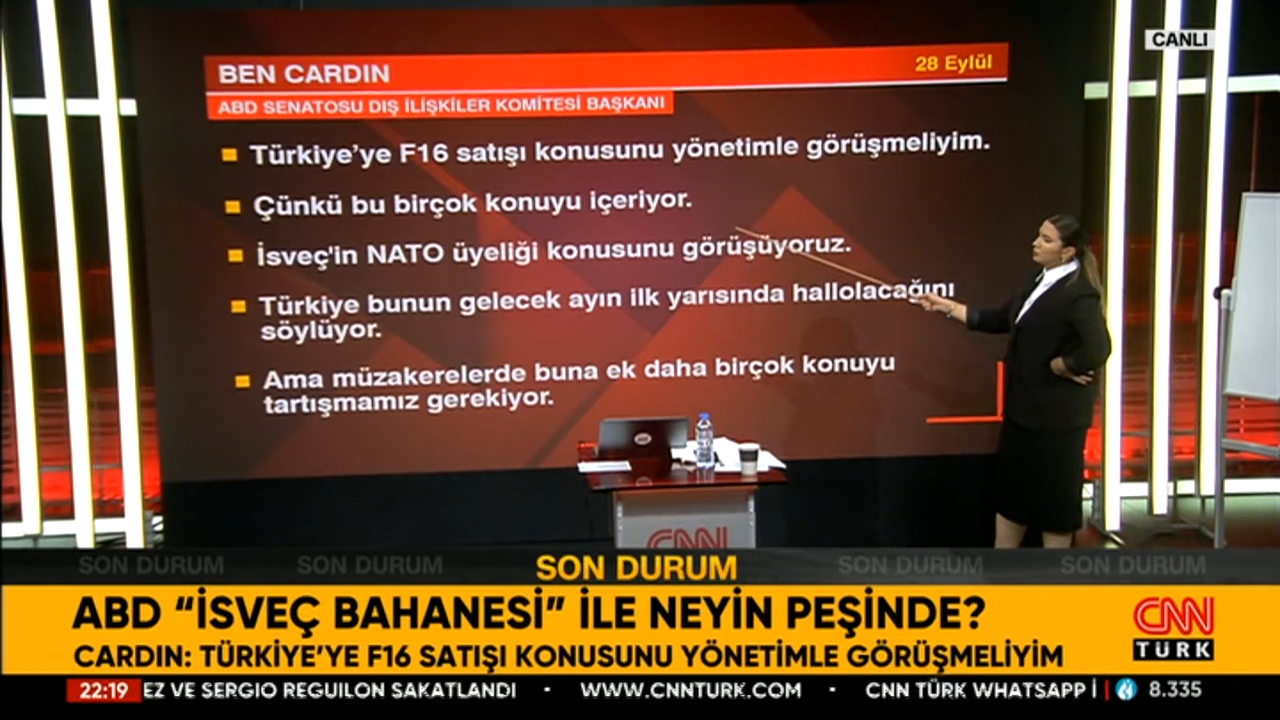 CANLI
BEN CARDIN
28 Eylül
ABD SENATOSU DIŞ İLİŞKİLER KOMİTESİ BAŞKANI
Türkiye'ye F16 satışı konusunu yönetimle görüşmeliyim.
Çünkü bu birçok konuyu içeriyor.
İsveç'in NATO üyeliği konusunu görüşüyoruz.
Türkiye bunun gelecek ayın ilk yarısında hallolacağını
söylüyor.
Ama müzakerelerde buna ek daha birçok konuyu
tartışmamız gerekiyor.
CNN
SON DURUM SON DURUM SON DURUM SON DURUM SON DURUM
ABD “İSVEÇ BAHANESİ” İLE NEYİN PEŞİNDE?
CARDIN: TÜRKİYE'YE F16 SATIŞI KONUSUNU YÖNETİMLE GÖRÜŞMELİYİM
CNN
TÜRK
22:19 EZ VE SERGIO REGUILON SAKATLANDI · WWW.CNNTURK.COM · CNN TÜRK WHATSAPP İ 8.335